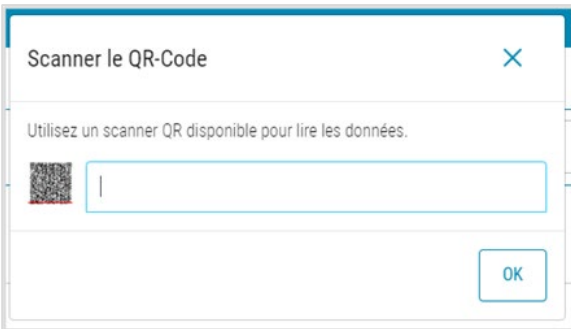 Scanner le QR-Code
Utilisez un scanner QR disponible pour lire les données.
OK